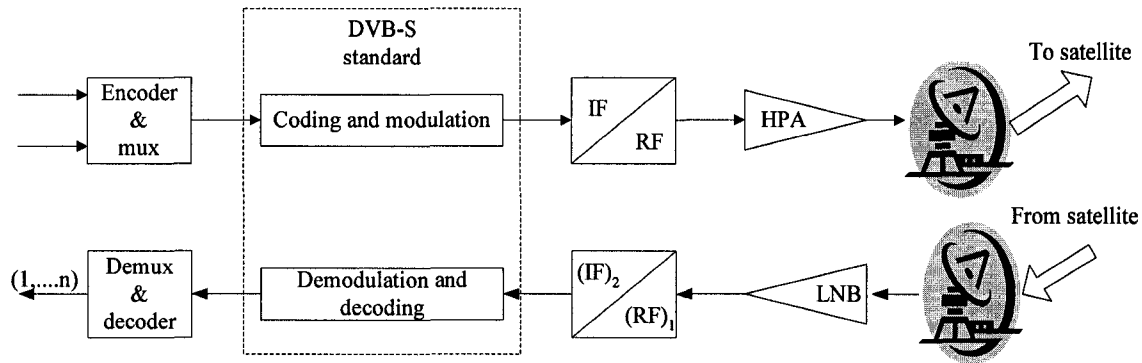 DVB-S
standard
To satellite
Encoder
&
mux
Coding and modulation
IF
RF
HPA
From satellite
(1,....n)
Demux
&
decoder
Demodulation and
decoding
(IF)₂
(RF)₁
LNB